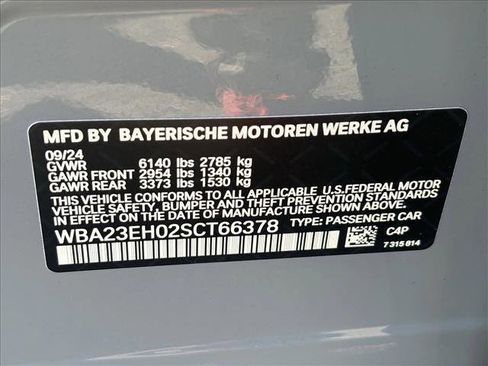 MFD BY BAYERISCHE MOTOREN WERKE AG
09/24
GVWR 6140 lbs 2785 kg
GAWR FRONT 2954 lbs 1340 kg
GAWR REAR 3373 lbs 1530 kg
THIS VEHICLE CONFORMS TO ALL APPLICABLE U.S.FEDERAL MOTOR
VEHICLE SAFETY, BUMPER AND THEFT PREVENTION STANDARDS
IN EFFECT ON THE DATE OF MANUFACTURE SHOWN ABOVE.
WBA23EH02SCT66378 TYPE: PASSENGER CAR
C4P
7 315 814